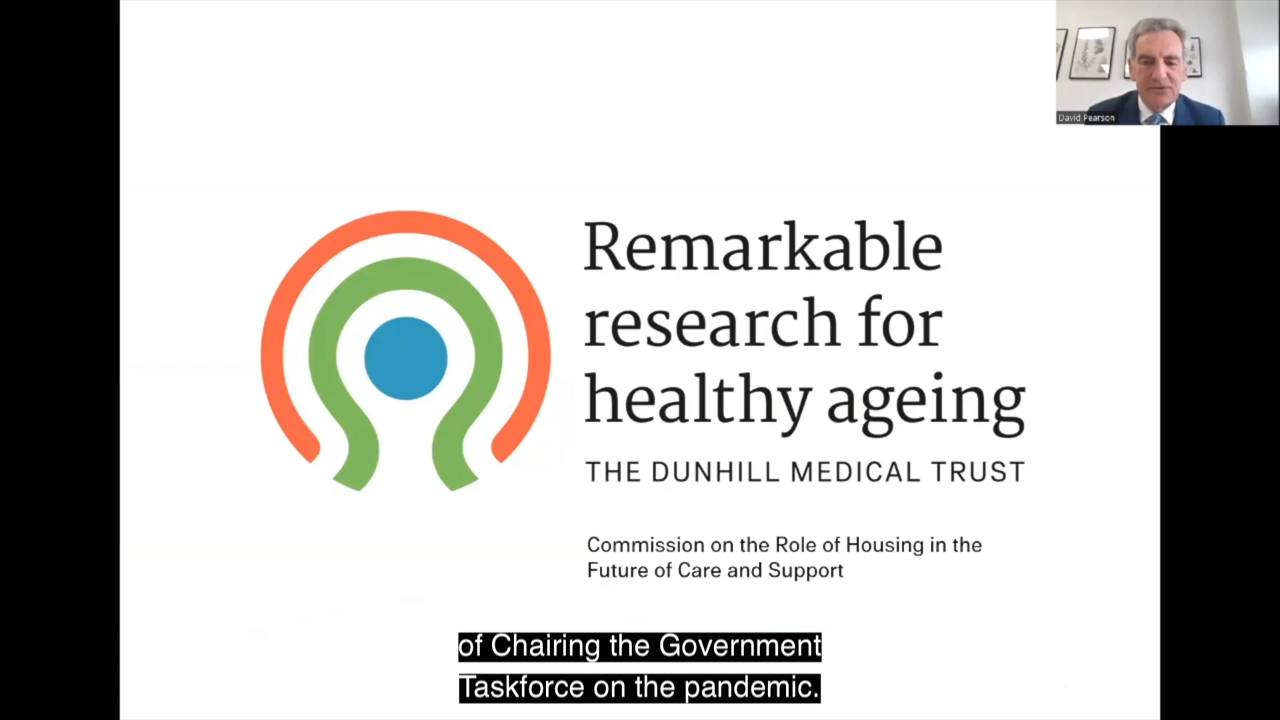 David Pearson
Remarkable
research for
healthy ageing
THE DUNHILL MEDICAL TRUST
Commission on the Role of Housing in the
Future of Care and Support
of Chairing the Government
Taskforce on the pandemic.